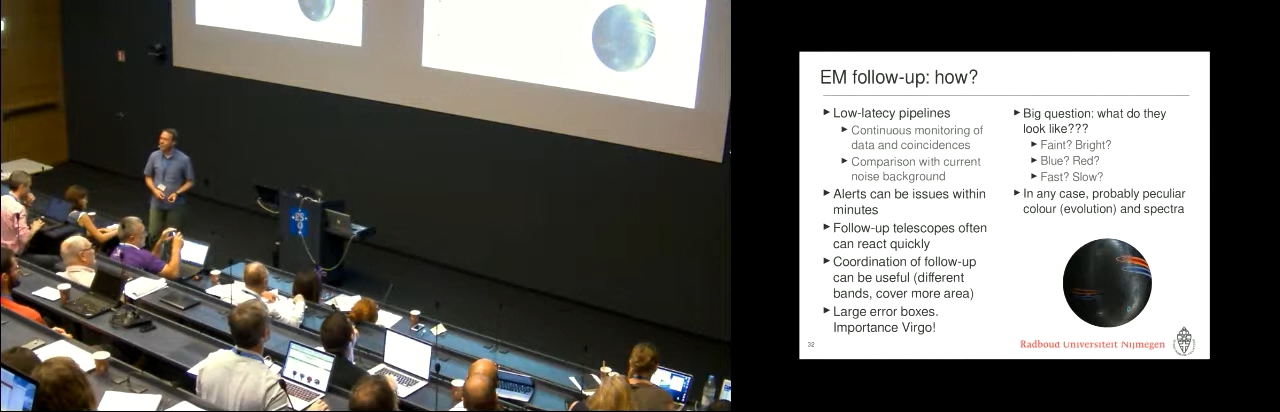 EM follow-up: how?
Low-latecy pipelines
Continuous monitoring of
data and coincidences
Comparison with current
noise background
Alerts can be issues within
minutes
Follow-up telescopes often
can react quickly
Coordination of follow-up
can be useful (different
bands, cover more area)
Large error boxes.
Importance Virgo!
Big question: what do they
look like???
Faint? Bright?
Blue? Red?
Fast? Slow?
In any case, probably peculiar
colour (evolution) and spectra
32
Radboud Universiteit Nijmegen